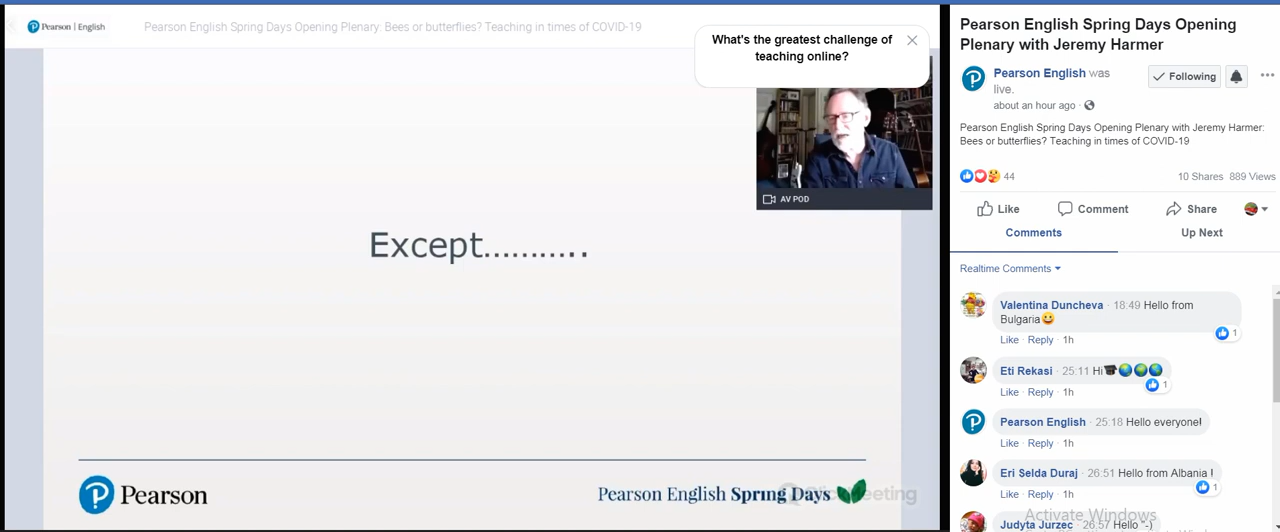 Pearson | English
Pearson English Spring Days Opening Plenary: Bees or butterflies? Teaching in times of COVID-19
What's the greatest challenge of
teaching online?
AV POD
Except..........
Pearson
Pearson English Spring Days
ClickMeeting
Pearson English Spring Days Opening
Plenary with Jeremy Harmer
Pearson English was
live.
about an hour ago
Following
Pearson English Spring Days Opening Plenary with Jeremy Harmer:
Bees or butterflies? Teaching in times of COVID-19
44
10 Shares 889 Views
Like Comment Share
Comments Up Next
Realtime Comments
Valentina Duncheva · 18:49 Hello from
Bulgaria😀
1
Like · Reply · 1h
Eti Rekasi · 25:11 Hi
1
Like · Reply · 1h
Pearson English · 25:18 Hello everyone!
Like · Reply · 1h
Eri Selda Duraj · 26:51 Hello from Albania !
1
Like · Reply · 1h
Activate Windows
Judyta Jurzec · 26:57 Hello :-)